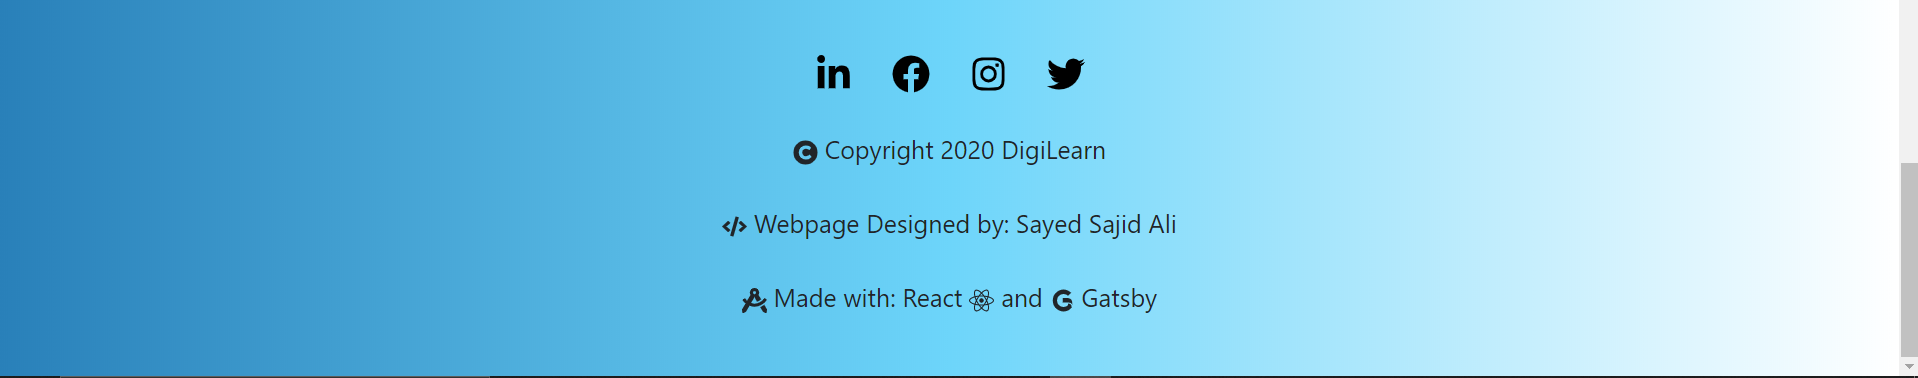 Copyright 2020 DigiLearn
Webpage Designed by: Sayed Sajid Ali
Made with: React and Gatsby